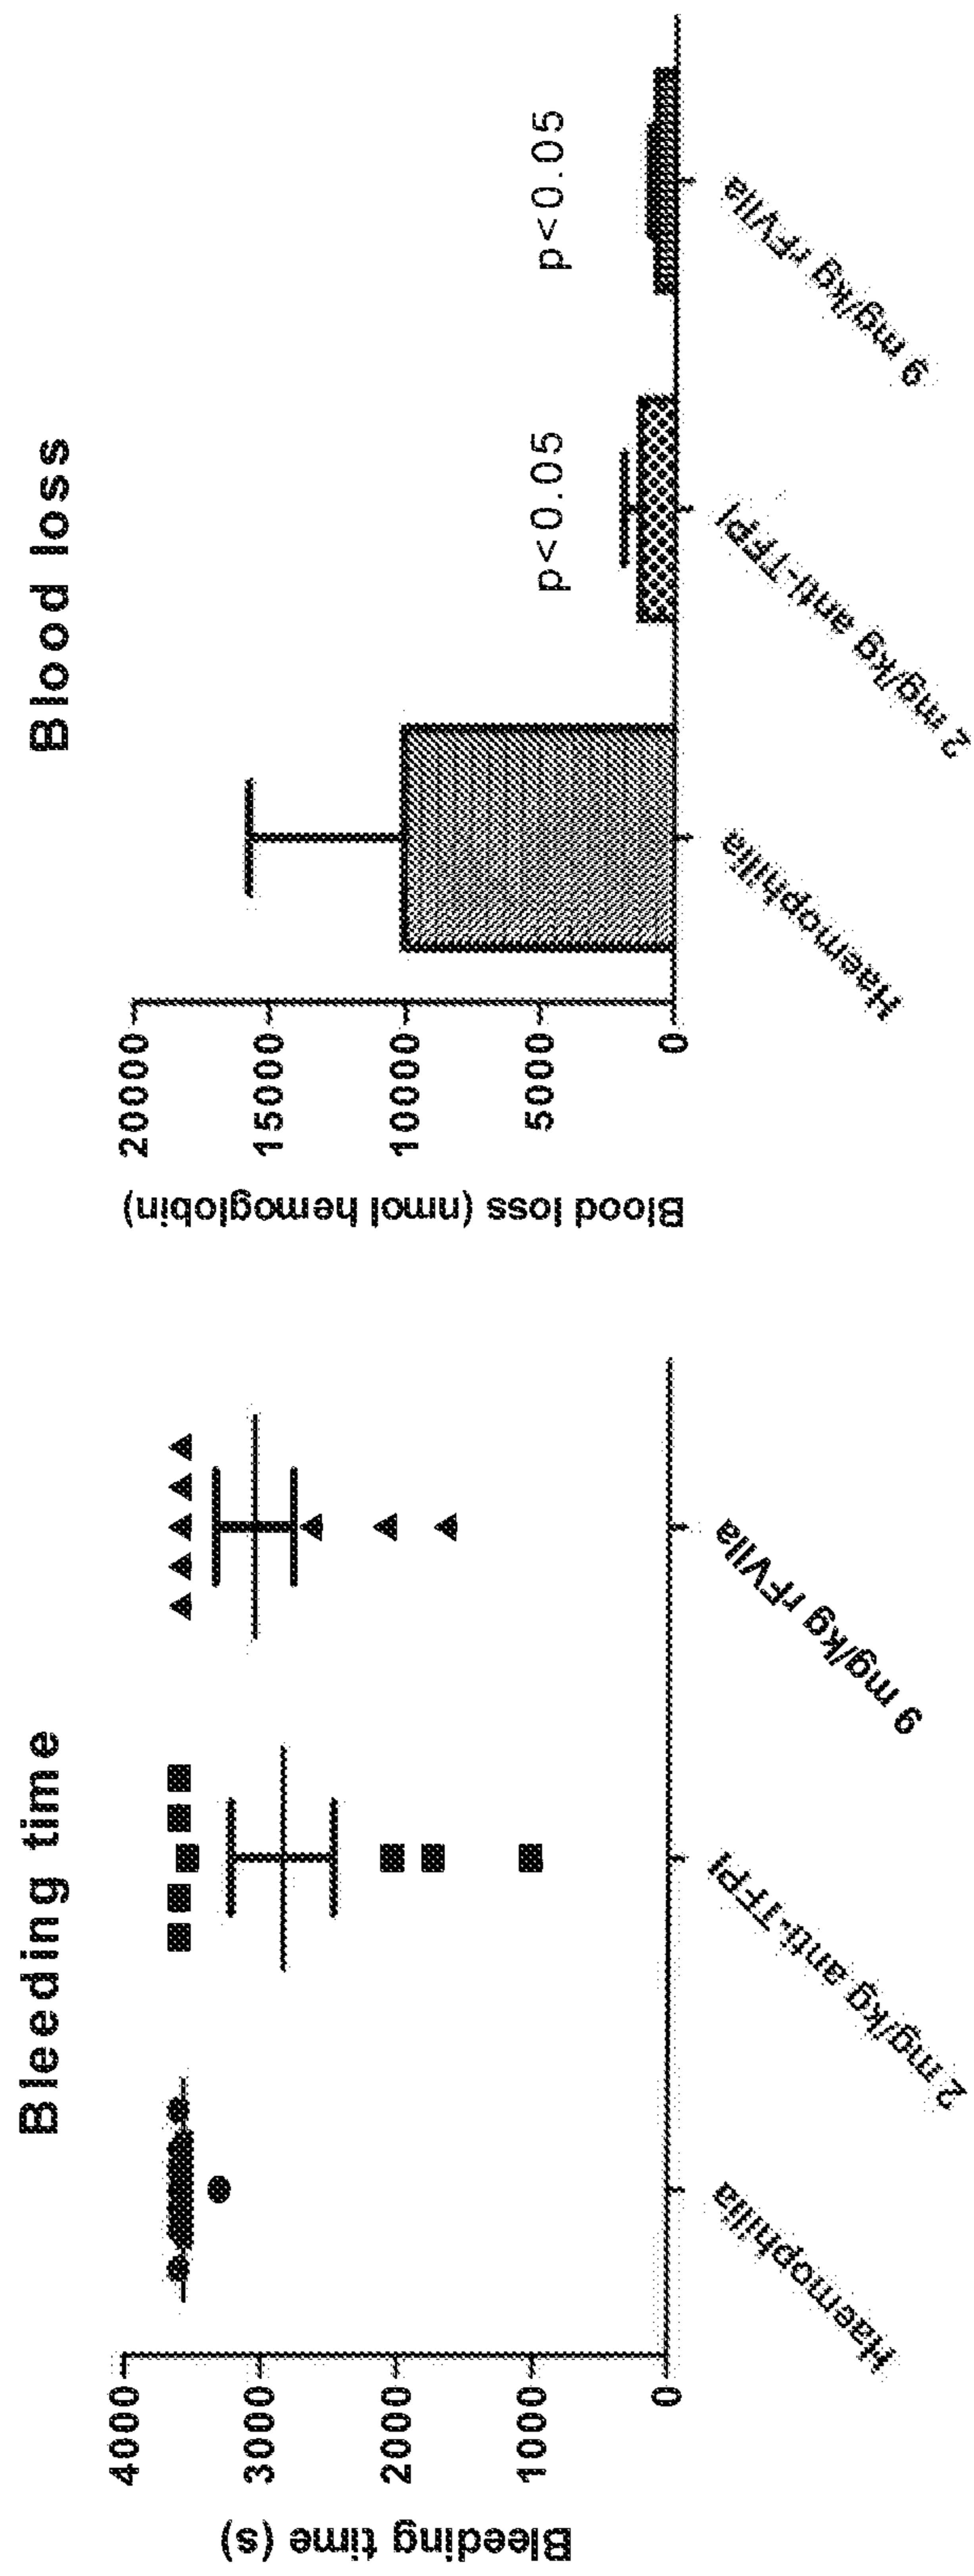 Bleeding time
Bleeding time (s)
4000
3000
2000
1000
0
Haemophilia
2 mg/kg anti-TFPI
9 mg/kg rFVIIa
Blood loss
Blood loss (nmol hemoglobin)
20000
15000
10000
5000
0
p<0.05
p<0.05
Haemophilia
2 mg/kg anti-TFPI
9 mg/kg rFVIIa